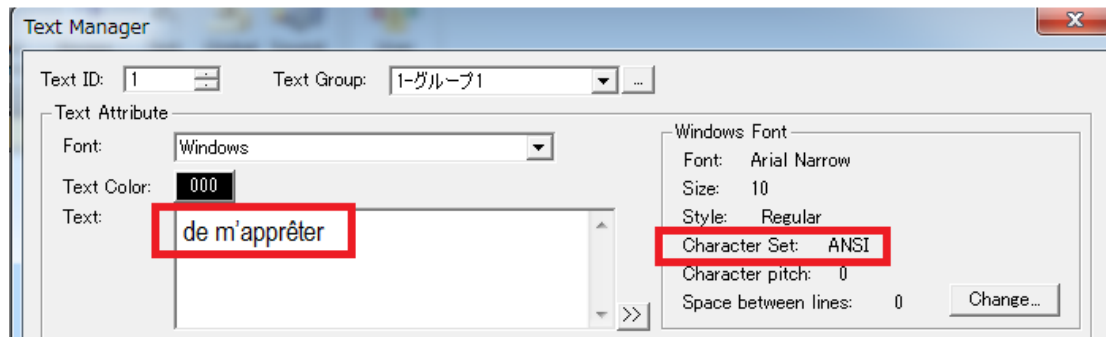 Text Manager
Text ID: 1 Text Group: 1-グループ1 ...
Text Attribute
Font: Windows
Text Color: 000
Text: de m'apprêter
>>
Windows Font
Font: Arial Narrow
Size: 10
Style: Regular
Character Set: ANSI
Character pitch: 0
Space between lines: 0 Change...